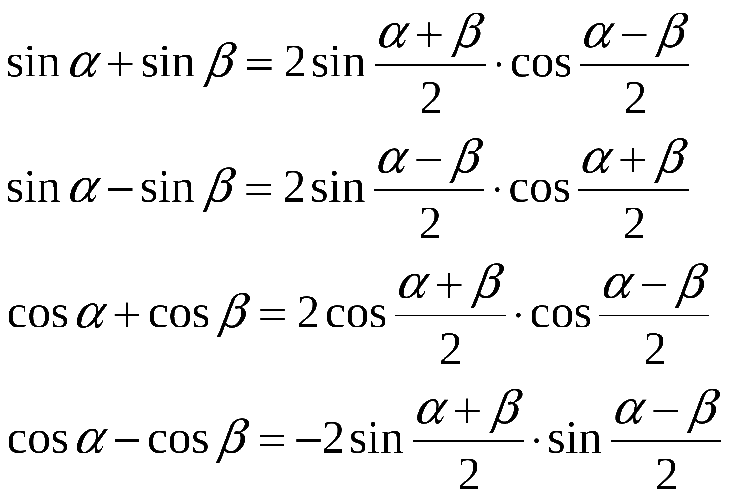 sin α + sin β = 2 sin (α + β)/2 · cos (α − β)/2
sin α − sin β = 2 sin (α − β)/2 · cos (α + β)/2
cos α + cos β = 2 cos (α + β)/2 · cos (α − β)/2
cos α − cos β = −2 sin (α + β)/2 · sin (α − β)/2